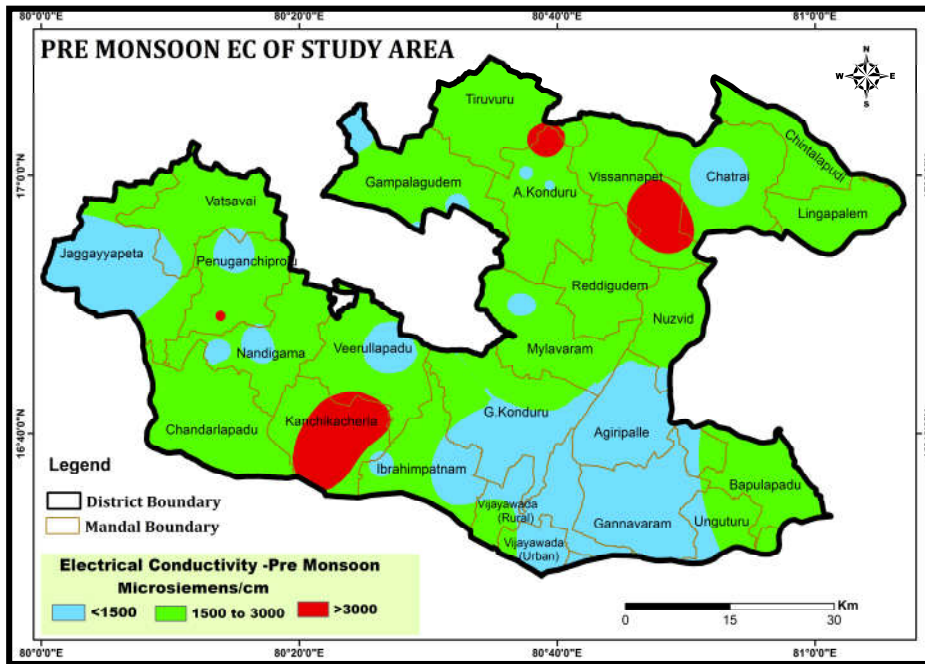 80°0'0"E 80°20'0"E 80°40'0"E 81°0'0"E
PRE MONSOON EC OF STUDY AREA
N
W E
S
Tiruvuru
Chintalapudi
17°0'0"N
Gampalagudem
A.Konduru
Vissannapet
Chatrai
Vatsavai
Lingapalem
Jaggayyapeta
Penuganchiprolu
Reddigudem
Nuzvid
Nandigama
Veerullapadu
Mylavaram
G.Konduru
Kanchikacherla
Chandarlapadu
Agiripalle
16°40'0"N
Ibrahimpatnam
Bapulapadu
Vijayawada
(Rural)
Gannavaram
Unguturu
Vijayawada
(Urban)
Legend
District Boundary
Mandal Boundary
Electrical Conductivity -Pre Monsoon
Microsiemens/cm
<1500 1500 to 3000 >3000
Km
0 15 30
80°0'0"E 80°20'0"E 80°40'0"E 81°0'0"E